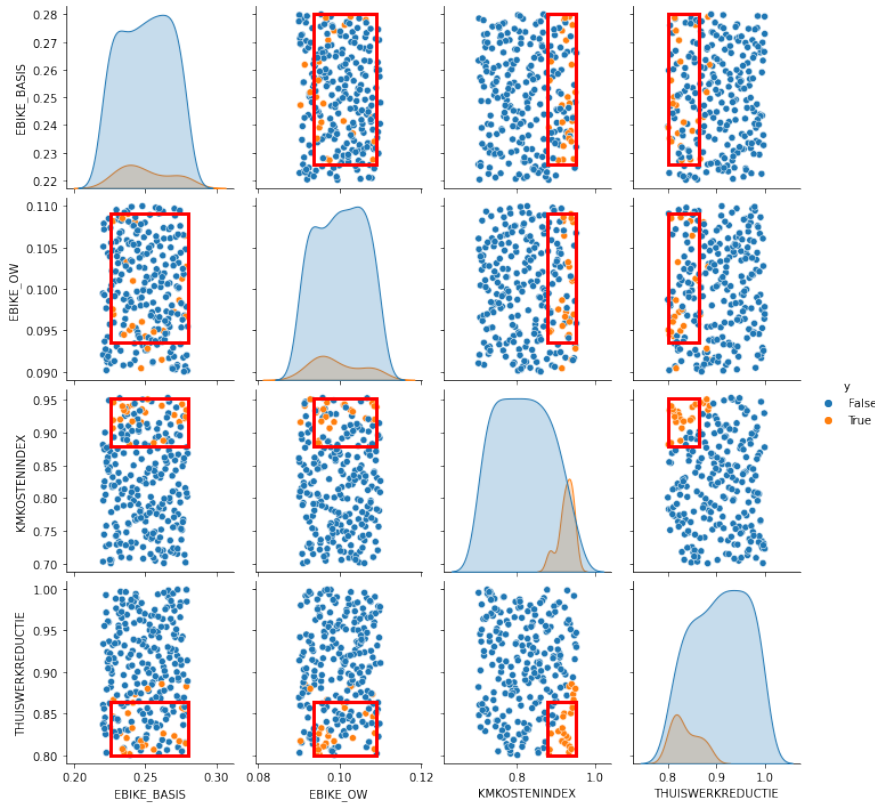 0.28
0.27
0.26
0.25
0.24
0.23
0.22
EBIKE_BASIS
0.110
0.105
0.100
0.095
0.090
EBIKE_OW
y
False
True
0.95
0.90
0.85
0.80
0.75
0.70
KMKOSTENINDEX
1.00
0.95
0.90
0.85
0.80
THUISWERKREDUCTIE
0.20 0.25 0.30
0.08 0.10 0.12
0.8 1.0
0.8 0.9 1.0
EBIKE_BASIS
EBIKE_OW
KMKOSTENINDEX
THUISWERKREDUCTIE